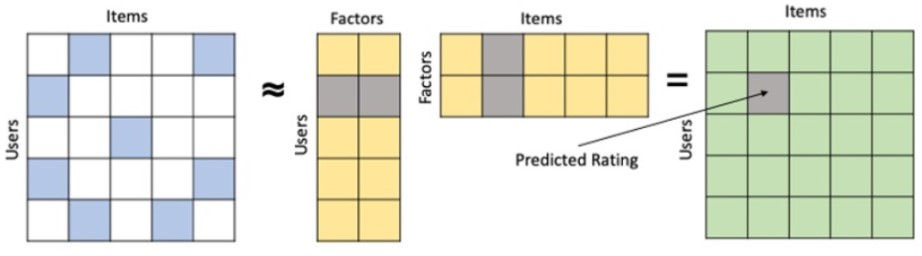 Items
Users
≈
Factors
Users
Items
Factors
=
Items
Users
Predicted Rating